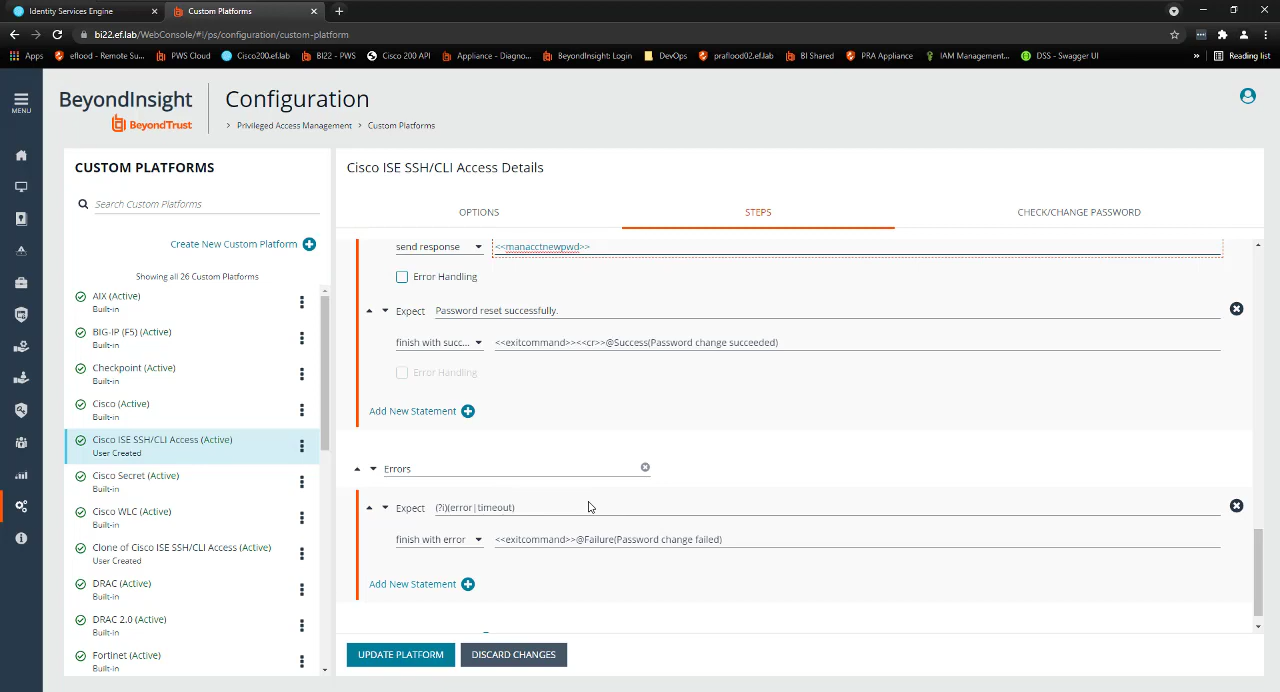 Identity Services Engine
Custom Platforms
bi22.ef.lab/WebConsole/#!/ps/configuration/custom-platform
Apps
eflood - Remote Su...
PWS Cloud
Cisco200.ef.lab
BI22 - PWS
Cisco 200 API
Appliance - Diagno...
BeyondInsight: Login
DevOps
praflood02.ef.lab
BI Shared
PRA Appliance
IAM Management...
DSS - Swagger UI
»
Reading list
MENU
BeyondInsight
BeyondTrust
Configuration
> Privileged Access Management > Custom Platforms
CUSTOM PLATFORMS
Search Custom Platforms
Create New Custom Platform
Showing all 26 Custom Platforms
AIX (Active)
Built-in
BIG-IP (F5) (Active)
Built-in
Checkpoint (Active)
Built-in
Cisco (Active)
Built-in
Cisco ISE SSH/CLI Access (Active)
User Created
Cisco Secret (Active)
Built-in
Cisco WLC (Active)
Built-in
Clone of Cisco ISE SSH/CLI Access (Active)
User Created
DRAC (Active)
Built-in
DRAC 2.0 (Active)
Built-in
Fortinet (Active)
Built-in
Cisco ISE SSH/CLI Access Details
OPTIONS
STEPS
CHECK/CHANGE PASSWORD
send response
<<manacctnewpwd>>
Error Handling
Expect
Password reset successfully.
finish with succ...
<<exitcommand>><<cr>>@Success(Password change succeeded)
Error Handling
Add New Statement
Errors
Expect
(?i)(error|timeout)
finish with error
<<exitcommand>>@Failure(Password change failed)
Add New Statement
UPDATE PLATFORM
DISCARD CHANGES